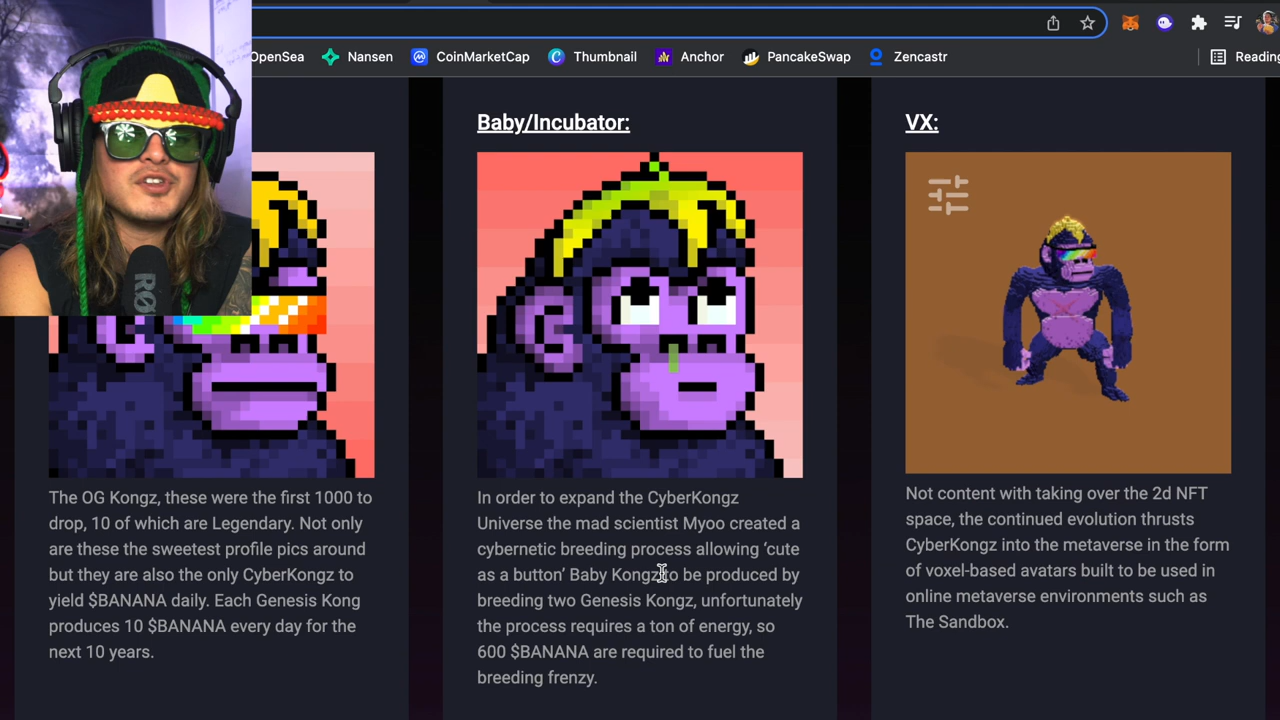 OpenSea
Nansen
CoinMarketCap
Thumbnail
Anchor
PancakeSwap
Zencastr
Reading
Baby/Incubator:
VX:
RØ
The OG Kongz, these were the first 1000 to
drop, 10 of which are Legendary. Not only
are these the sweetest profile pics around
but they are also the only CyberKongz to
yield $BANANA daily. Each Genesis Kong
produces 10 $BANANA every day for the
next 10 years.
In order to expand the CyberKongz
Universe the mad scientist Myoo created a
cybernetic breeding process allowing ‘cute
as a button’ Baby Kongz to be produced by
breeding two Genesis Kongz, unfortunately
the process requires a ton of energy, so
600 $BANANA are required to fuel the
breeding frenzy.
Not content with taking over the 2d NFT
space, the continued evolution thrusts
CyberKongz into the metaverse in the form
of voxel-based avatars built to be used in
online metaverse environments such as
The Sandbox.